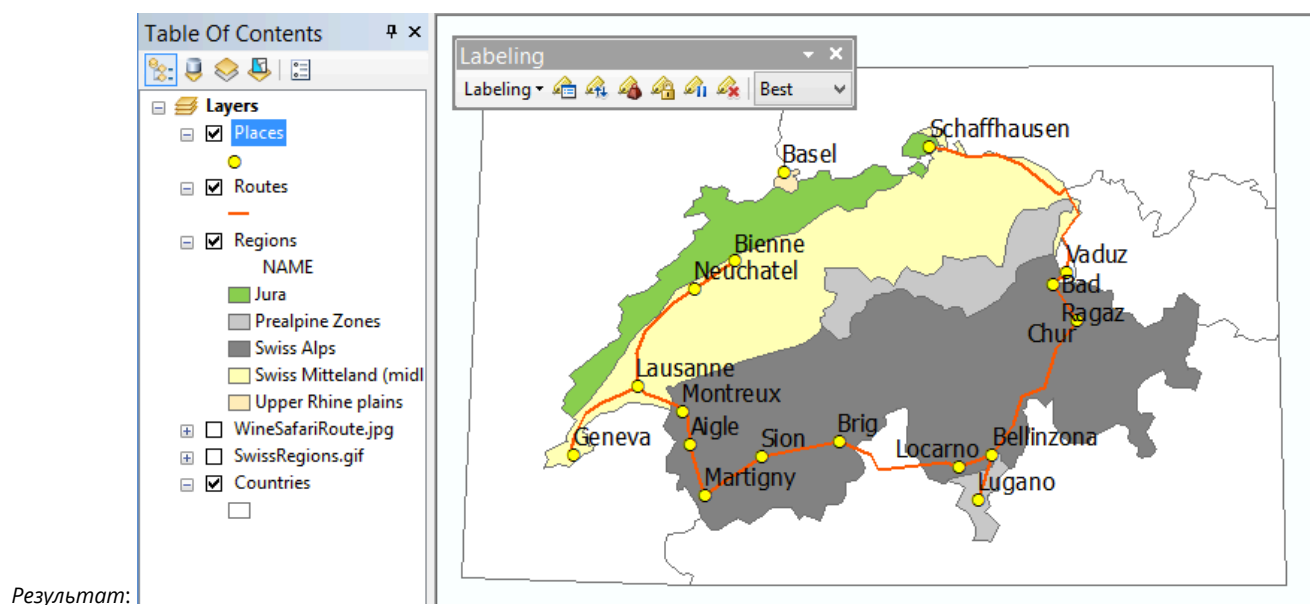 Table Of Contents
Layers
Places
Routes
Regions
NAME
Jura
Prealpine Zones
Swiss Alps
Swiss Mitteland (midl
Upper Rhine plains
WineSafariRoute.jpg
SwissRegions.gif
Countries
Labeling
Labeling
Best
Schaffhausen
Basel
Bienne
Neuchatel
Vaduz
Bad
Ragaz
Chur
Lausanne
Montreux
Aigle
Geneva
Sion
Brig
Locarno
Bellinzona
Martigny
Lugano
Результат: